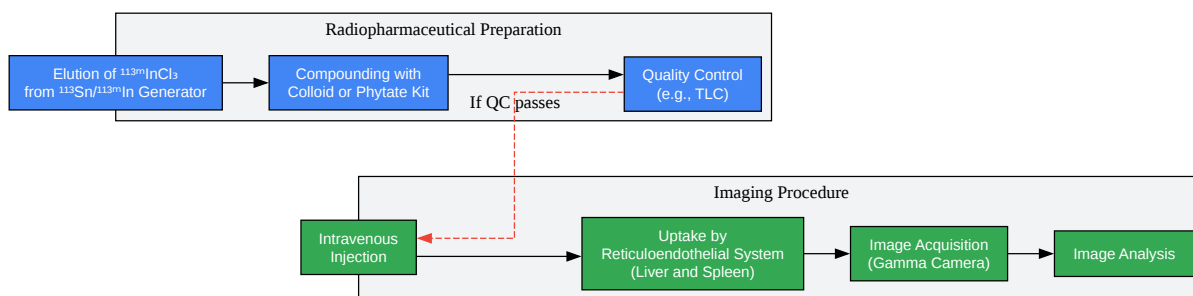 Radiopharmaceutical Preparation
Elution of ¹¹³ᵐInCl₃
from ¹¹³Sn/¹¹³ᵐIn Generator
Compounding with
Colloid or Phytate Kit
Quality Control
(e.g., TLC)
If QC passes
Imaging Procedure
Intravenous
Injection
Uptake by
Reticuloendothelial System
(Liver and Spleen)
Image Acquisition
(Gamma Camera)
Image Analysis